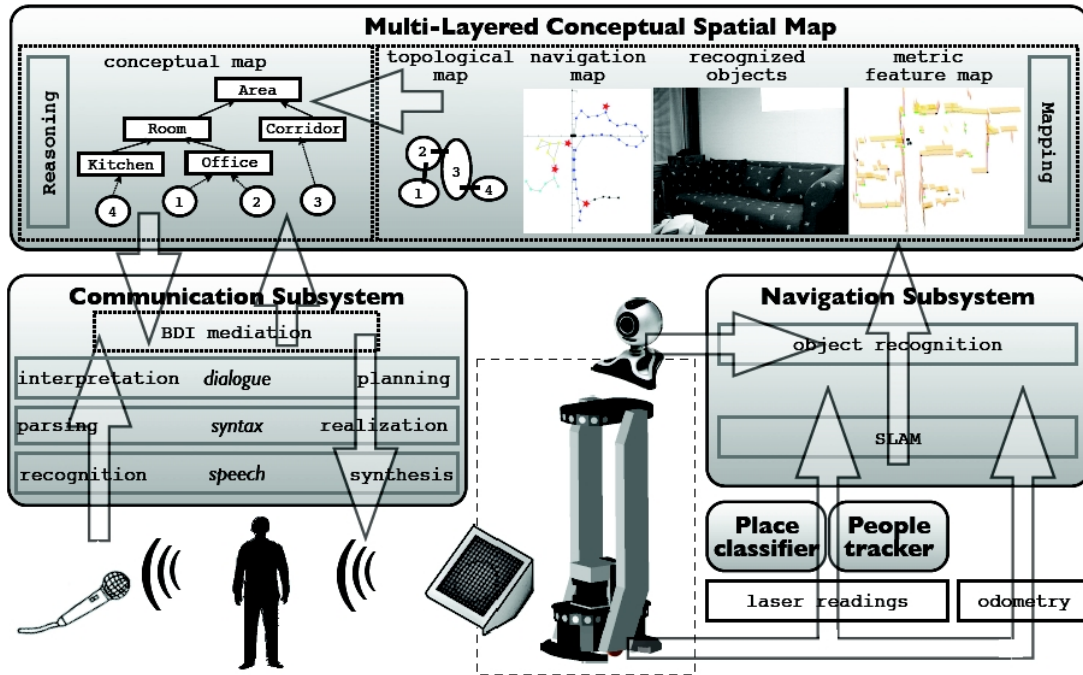 Multi-Layered Conceptual Spatial Map
Reasoning
conceptual map
Area
Room
Corridor
Kitchen
Office
4
1
2
3
topological
map
2
3
1
4
navigation
map
recognized
objects
metric
feature map
Mapping
Communication Subsystem
BDI mediation
interpretation dialogue planning
parsing syntax realization
recognition speech synthesis
Navigation Subsystem
object recognition
SLAM
Place
classifier
People
tracker
laser readings
odometry